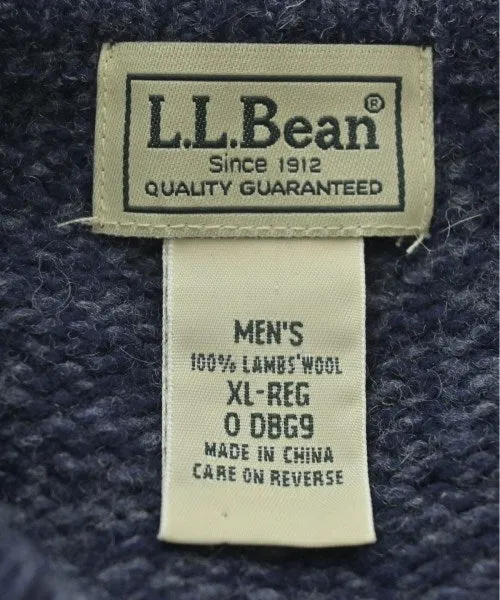 L.L.Bean®
Since 1912
QUALITY GUARANTEED
MEN'S
100% LAMBS' WOOL
XL-REG
0 DBG9
MADE IN CHINA
CARE ON REVERSE